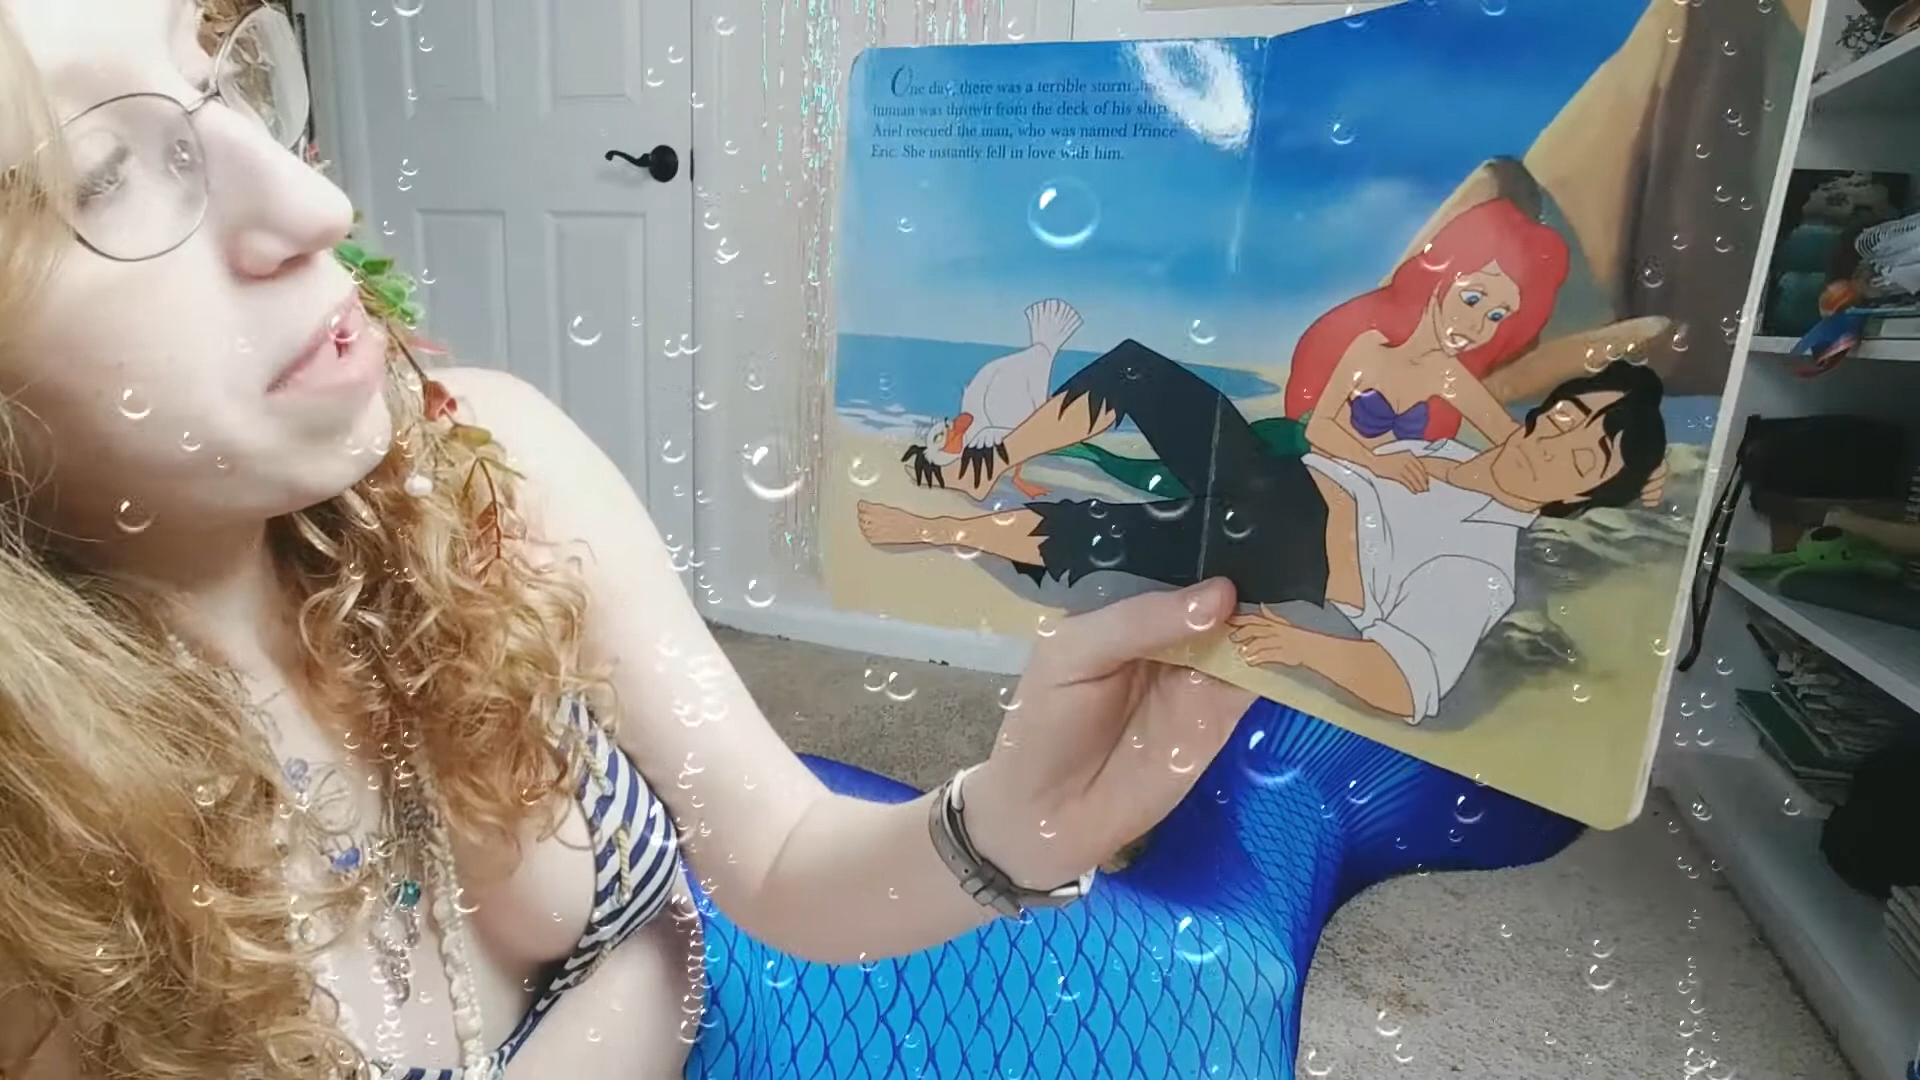 One day, there was a terrible storm.
human was thrown from the deck of his ship.
Ariel rescued the man, who was named Prince
Eric. She instantly fell in love with him.